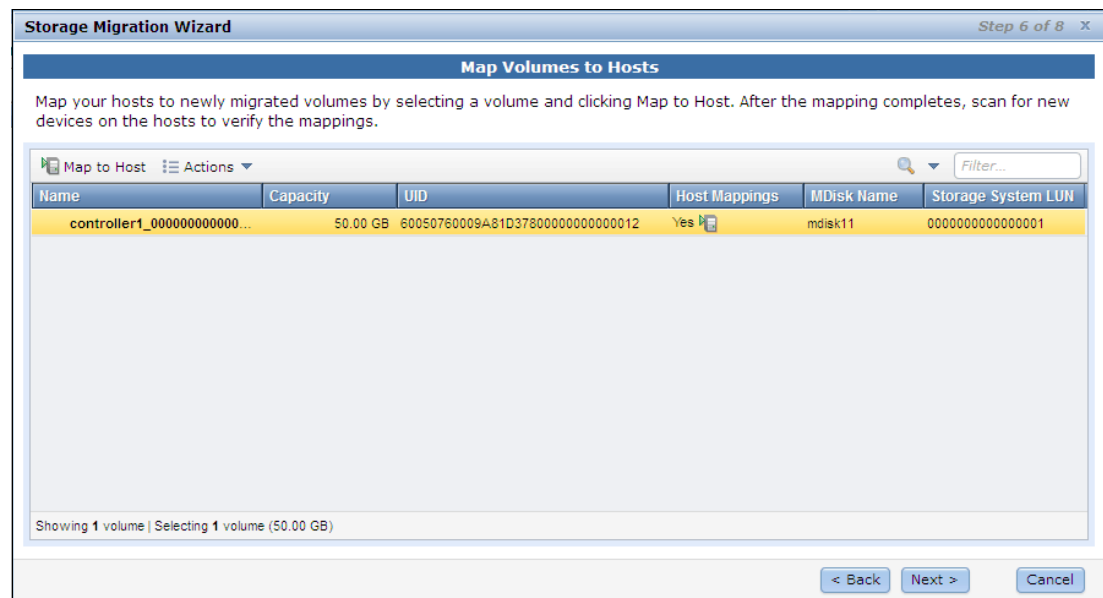 Storage Migration Wizard Step 6 of 8 x
Map Volumes to Hosts
Map your hosts to newly migrated volumes by selecting a volume and clicking Map to Host. After the mapping completes, scan for new
devices on the hosts to verify the mappings.
Map to Host Actions Filter...
Name Capacity UID Host Mappings MDisk Name Storage System LUN
controller1_000000000000... 50.00 GB 60050760009A81D37800000000000012 Yes mdisk11 0000000000000001
Showing 1 volume | Selecting 1 volume (50.00 GB)
< Back Next > Cancel